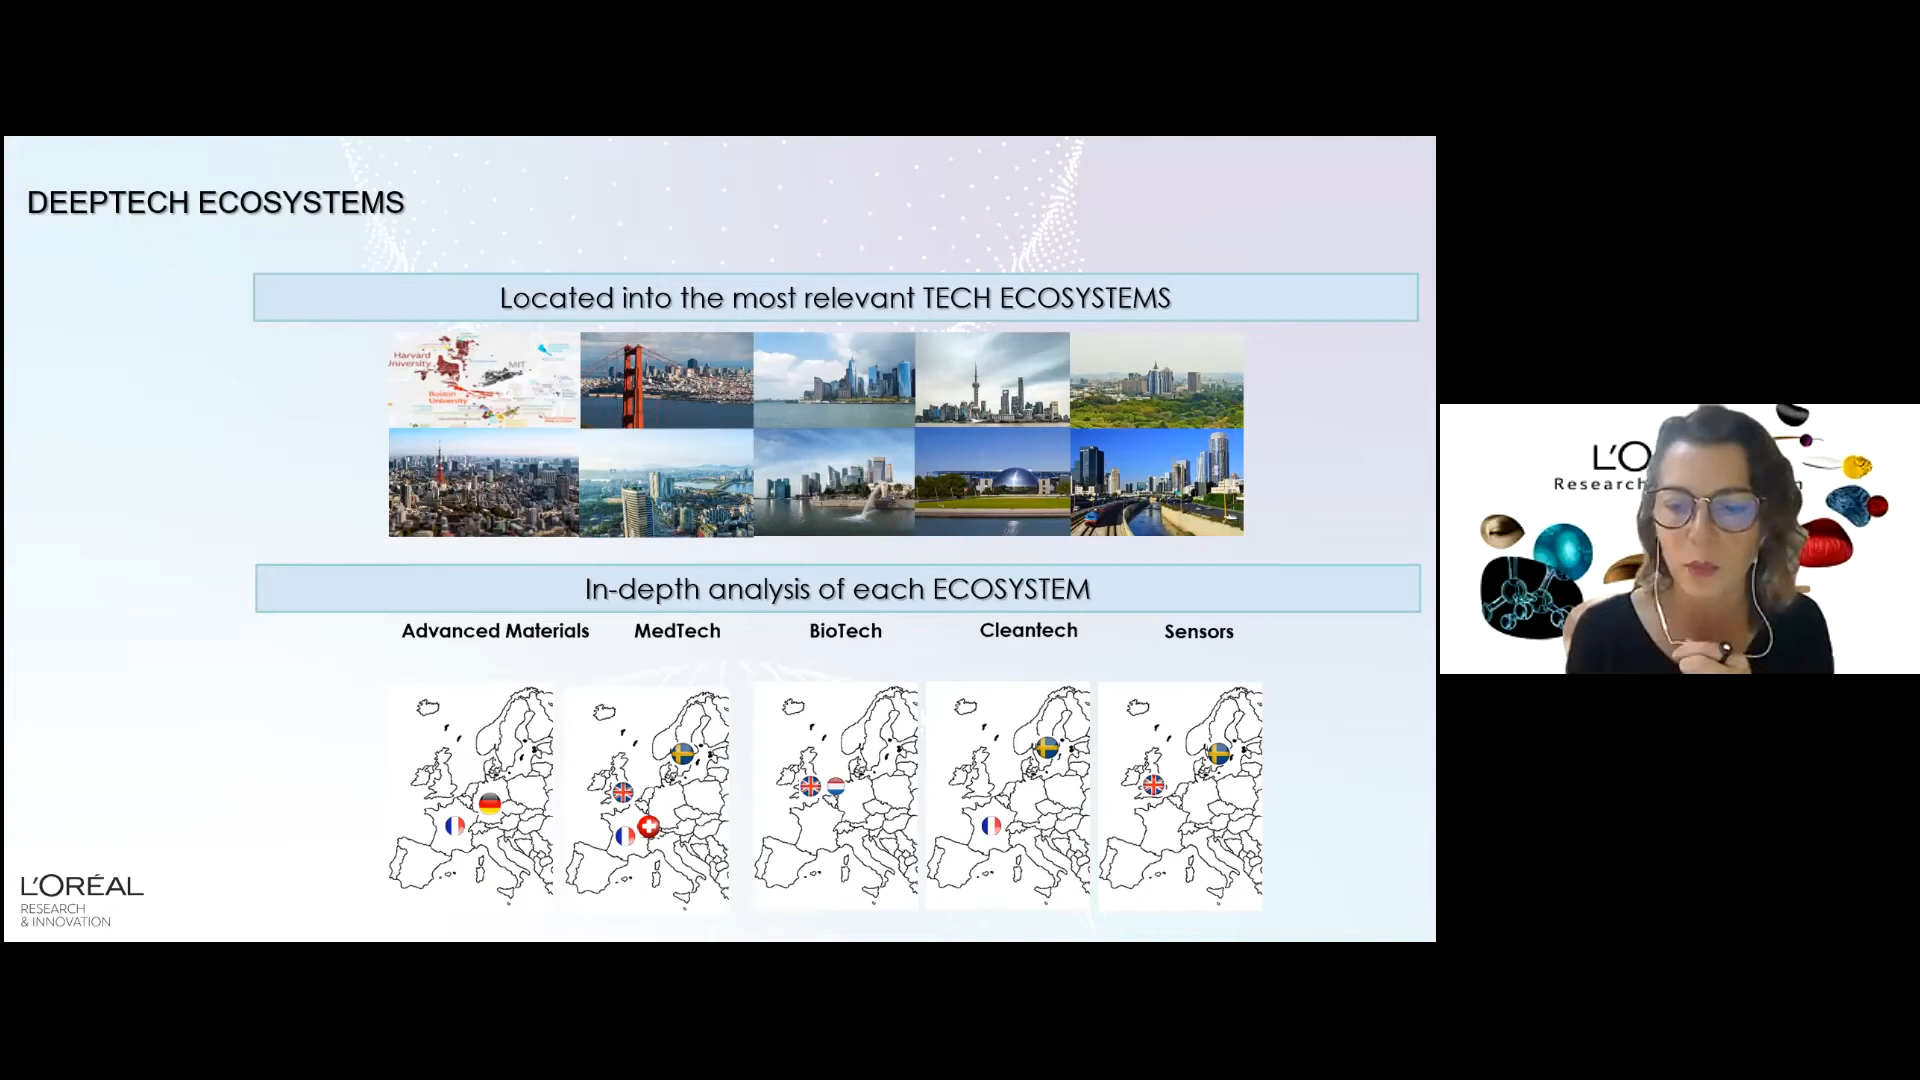 DEEPTECH ECOSYSTEMS
Located into the most relevant TECH ECOSYSTEMS
Harvard
University
MIT
Boston
University
In-depth analysis of each ECOSYSTEM
Advanced Materials
MedTech
BioTech
Cleantech
Sensors
L'ORÉAL
RESEARCH
& INNOVATION
L'O
Research
n